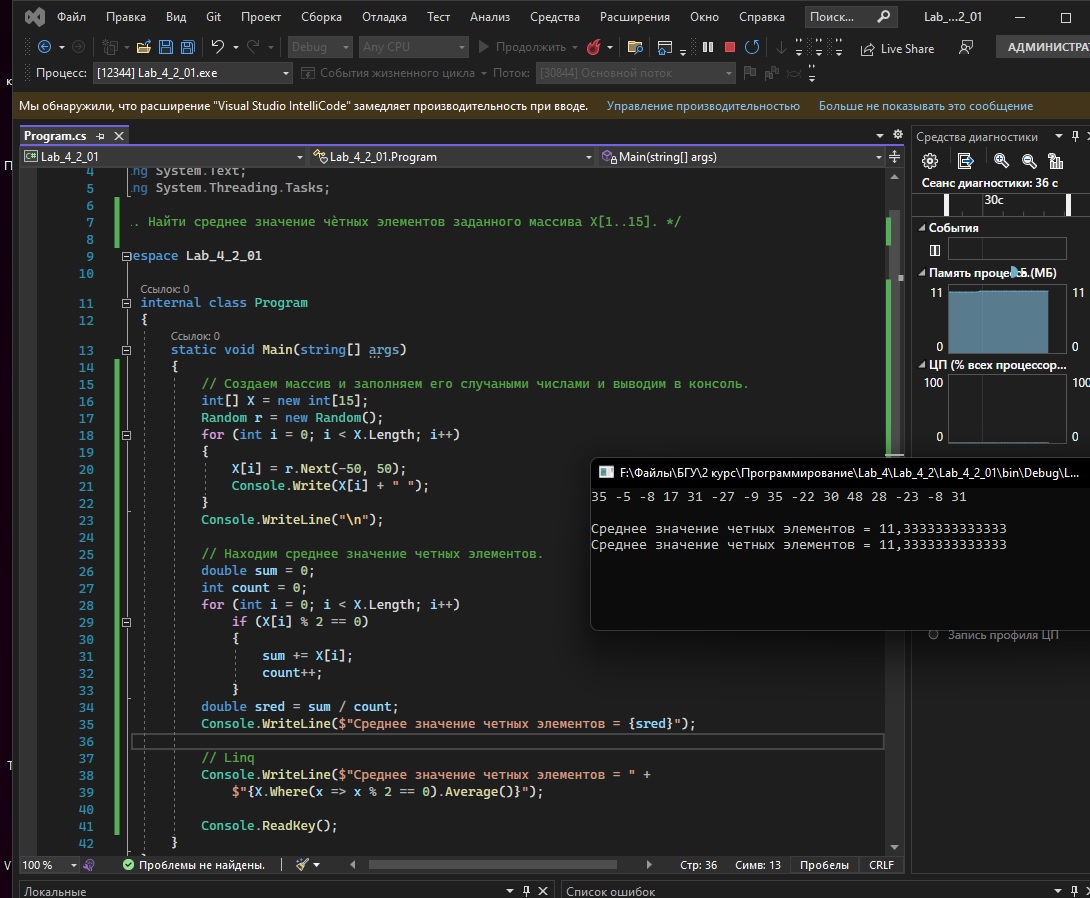 Файл Правка Вид Git Проект Сборка Отладка Тест Анализ Средства Расширения Окно Справка Поиск... Lab_...2_01
Debug Any CPU Продолжить Live Share АДМИНИСТРА
Процесс: [12344] Lab_4_2_01.exe События жизненного цикла Поток: [30844] Основной поток
Мы обнаружили, что расширение "Visual Studio IntelliCode" замедляет производительность при вводе. Управление производительностью Больше не показывать это сообщение
Program.cs
C# Lab_4_2_01 Lab_4_2_01.Program Main(string[] args)
4 ng System.Text;
5 ng System.Threading.Tasks;
6
7 . Найти среднее значение чѐтных элементов заданного массива X[1..15]. */
8
9 espace Lab_4_2_01
10
Ссылок: 0
11 internal class Program
12 {
Ссылок: 0
13 static void Main(string[] args)
14 {
15 // Создаем массив и заполняем его случаными числами и выводим в консоль.
16 int[] X = new int[15];
17 Random r = new Random();
18 for (int i = 0; i < X.Length; i++)
19 {
20 X[i] = r.Next(-50, 50);
21 Console.Write(X[i] + " ");
22 }
23 Console.WriteLine("\n");
24
25 // Находим среднее значение четных элементов.
26 double sum = 0;
27 int count = 0;
28 for (int i = 0; i < X.Length; i++)
29 if (X[i] % 2 == 0)
30 {
31 sum += X[i];
32 count++;
33 }
34 double sred = sum / count;
35 Console.WriteLine($"Среднее значение четных элементов = {sred}");
36
37 // Linq
38 Console.WriteLine($"Среднее значение четных элементов = " +
39 $"{X.Where(x => x % 2 == 0).Average()}");
40
41 Console.ReadKey();
42 }
100 % Проблемы не найдены. Стр: 36 Симв: 13 Пробелы CRLF
Локальные Список ошибок
Средства диагностики
Сеанс диагностики: 36 с
30с
События
Память процесса (МБ)
11 11
0 0
ЦП (% всех процессор...
100 100
0 0
Запись профиля ЦП
F:\Файлы\БГУ\2 курс\Программирование\Lab_4\Lab_4_2\Lab_4_2_01\bin\Debug\L...
35 -5 -8 17 31 -27 -9 35 -22 30 48 28 -23 -8 31
Среднее значение четных элементов = 11,3333333333333
Среднее значение четных элементов = 11,3333333333333